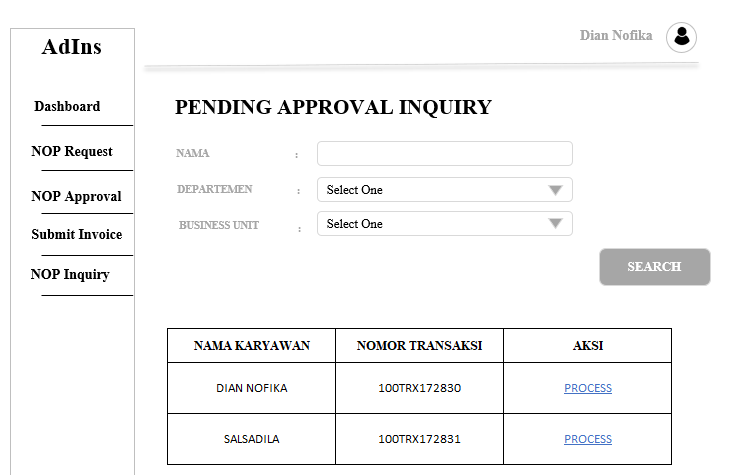 AdIns
Dian Nofika
Dashboard
NOP Request
NOP Approval
Submit Invoice
NOP Inquiry
PENDING APPROVAL INQUIRY
NAMA :
DEPARTEMEN : Select One
BUSINESS UNIT : Select One
SEARCH
NAMA KARYAWAN NOMOR TRANSAKSI AKSI
DIAN NOFIKA 100TRX172830 PROCESS
SALSADILA 100TRX172831 PROCESS